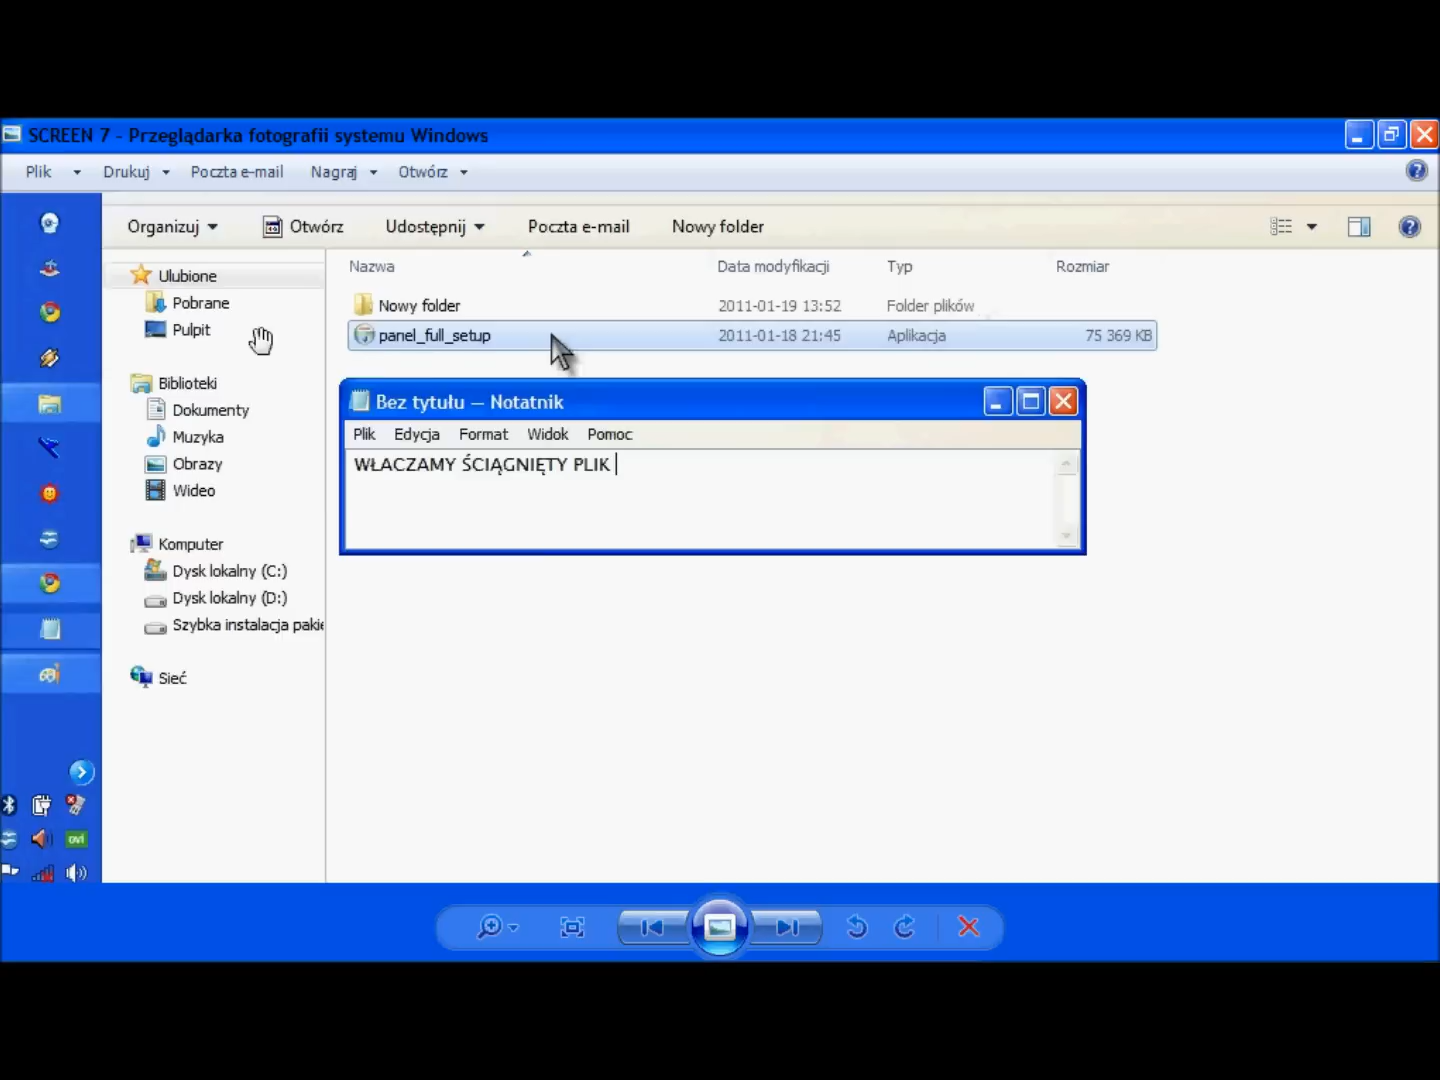 SCREEN 7 - Przeglądarka fotografii systemu Windows
Plik Drukuj Poczta e-mail Nagraj Otwórz
Organizuj Otwórz Udostępnij Poczta e-mail Nowy folder
Nazwa Data modyfikacji Typ Rozmiar
Ulubione
Pobrane
Pulpit
Biblioteki
Dokumenty
Muzyka
Obrazy
Wideo
Komputer
Dysk lokalny (C:)
Dysk lokalny (D:)
Szybka instalacja pakie
Sieć
Nowy folder 2011-01-19 13:52 Folder plików
panel_full_setup 2011-01-18 21:45 Aplikacja 75 369 KB
Bez tytułu — Notatnik
Plik Edycja Format Widok Pomoc
WŁACZAMY ŚCIĄGNIĘTY PLIK
ovi